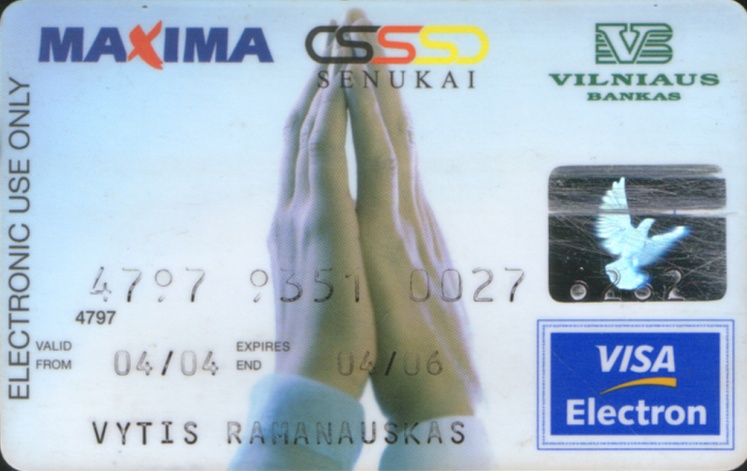 MAXIMA
SENUKAI
VILNIAUS
BANKAS
ELECTRONIC USE ONLY
4797 9351 0027
4797
VALID FROM 04/04 EXPIRES END 04/06
VISA
Electron
VYTIS RAMANAUSKAS